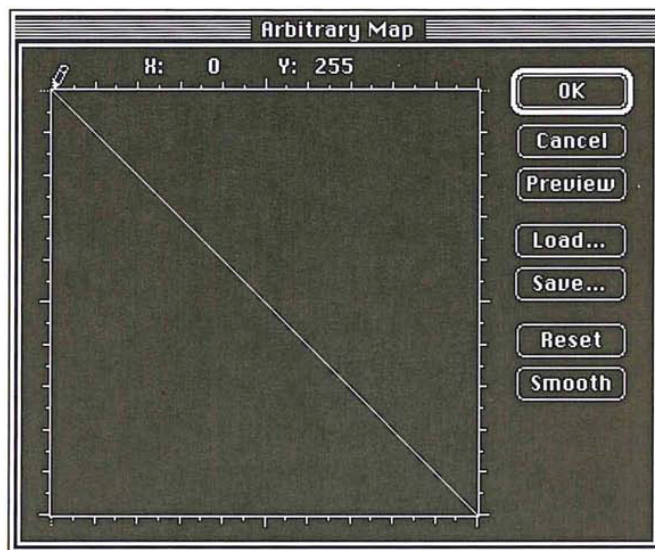 Arbitrary Map
X: 0 Y: 255
OK
Cancel
Preview
Load...
Save...
Reset
Smooth